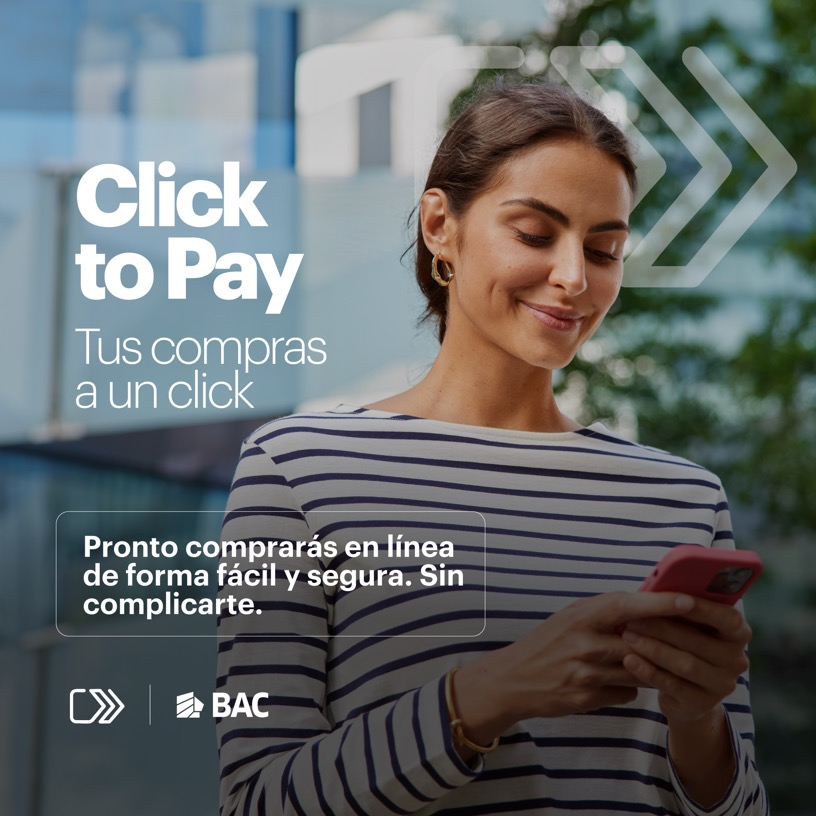 Click
to Pay
Tus compras
a un click
Pronto comprarás en línea
de forma fácil y segura. Sin
complicarte.
BAC